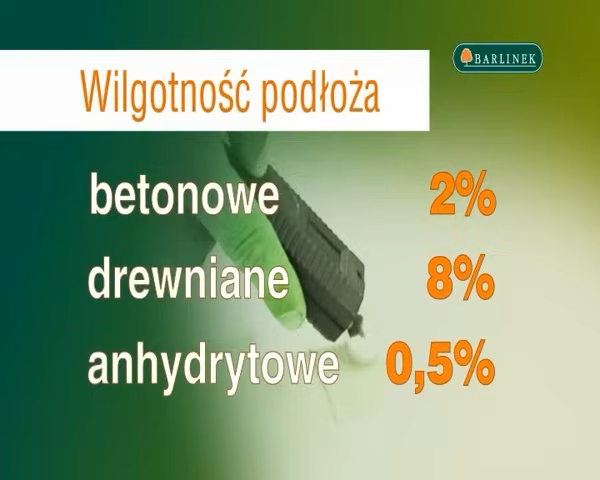 BARLINEK
Wilgotność podłoża
betonowe 2%
drewniane 8%
anhydrytowe 0,5%